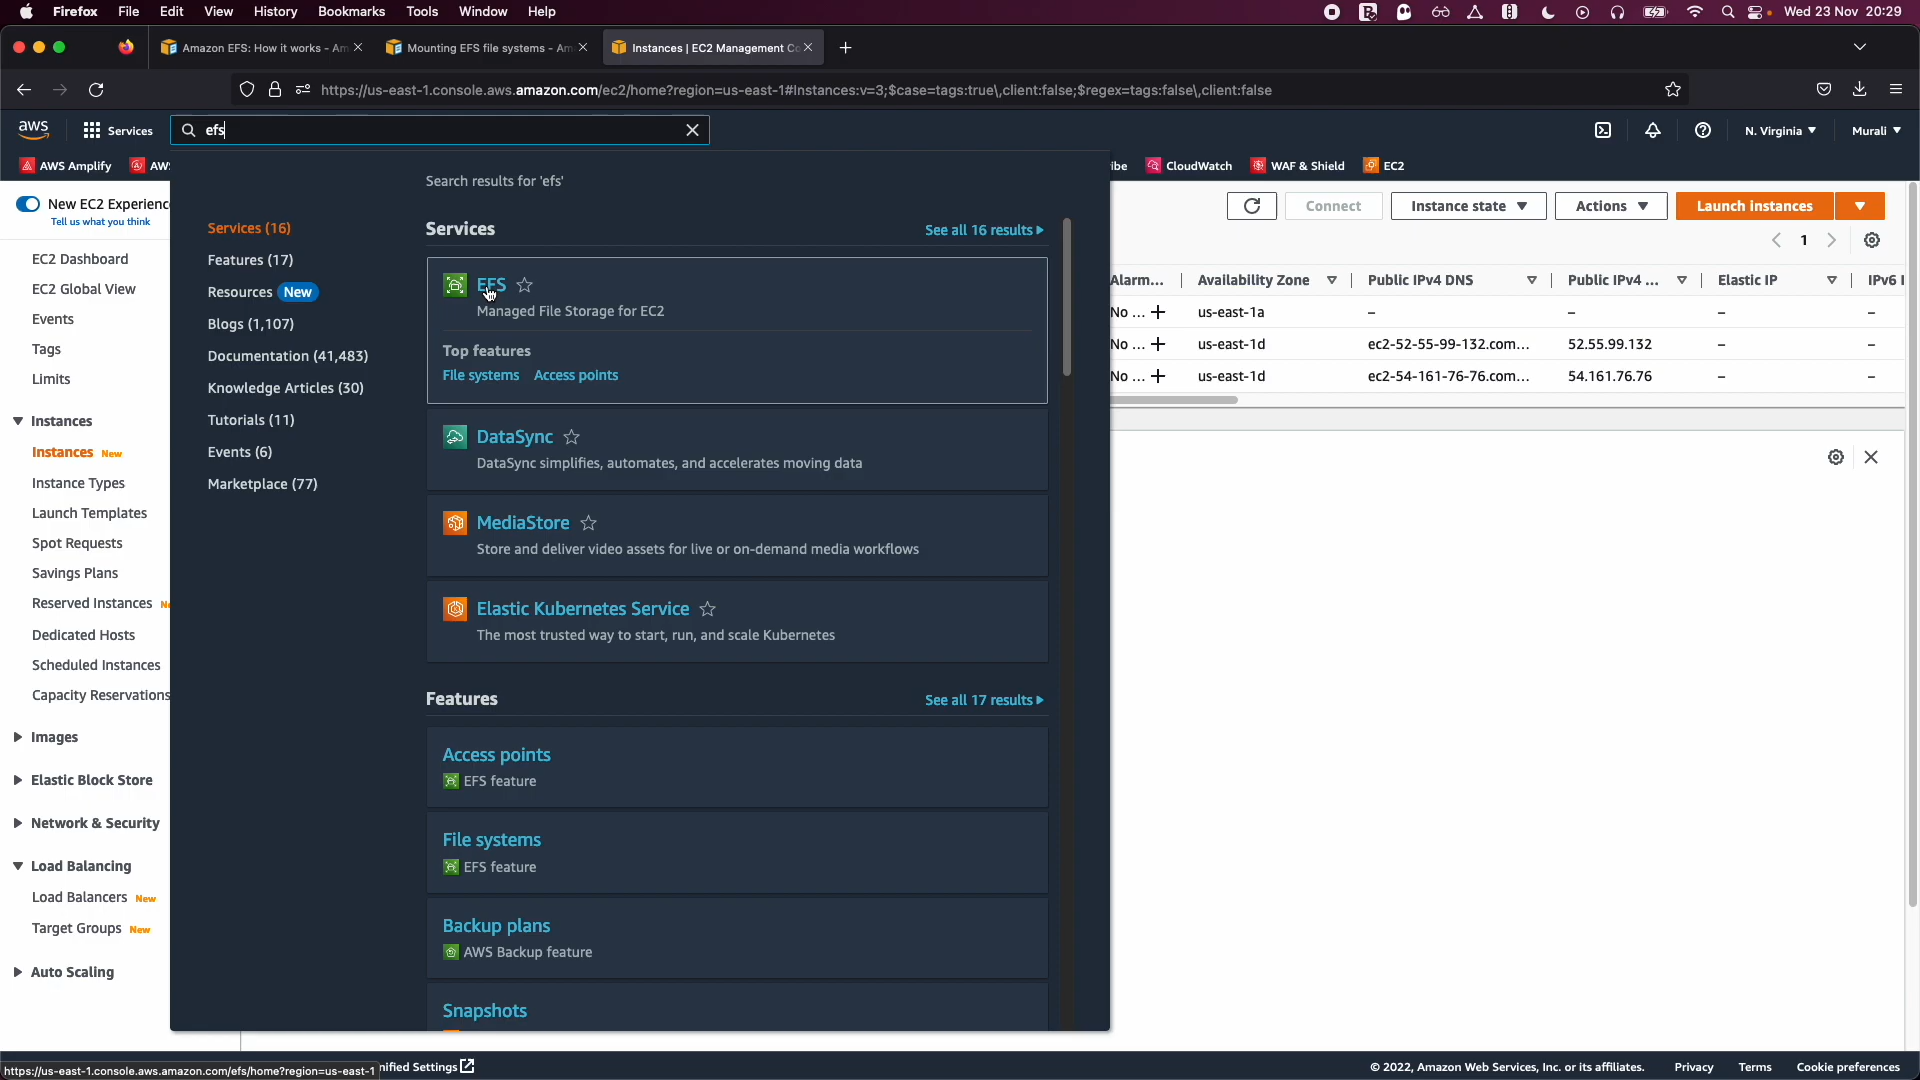 Firefox File Edit View History Bookmarks Tools Window Help Wed 23 Nov 20:29
Amazon EFS: How it works - Am Mounting EFS file systems - Am Instances | EC2 Management Co
https://us-east-1.console.aws.amazon.com/ec2/home?region=us-east-1#Instances:v=3;$case=tags:true\,client:false;$regex=tags:false\,client:false
aws Services efs N. Virginia Murali
AWS Amplify CloudWatch WAF & Shield EC2
Search results for 'efs'
New EC2 Experience
Tell us what you think
EC2 Dashboard
EC2 Global View
Events
Tags
Limits
Instances
Instances New
Instance Types
Launch Templates
Spot Requests
Savings Plans
Reserved Instances
Dedicated Hosts
Scheduled Instances
Capacity Reservations
Images
Elastic Block Store
Network & Security
Load Balancing
Load Balancers New
Target Groups New
Auto Scaling
Services (16)
Features (17)
Resources New
Blogs (1,107)
Documentation (41,483)
Knowledge Articles (30)
Tutorials (11)
Events (6)
Marketplace (77)
Services See all 16 results
EFS
Managed File Storage for EC2
Top features
File systems Access points
DataSync
DataSync simplifies, automates, and accelerates moving data
MediaStore
Store and deliver video assets for live or on-demand media workflows
Elastic Kubernetes Service
The most trusted way to start, run, and scale Kubernetes
Features See all 17 results
Access points
EFS feature
File systems
EFS feature
Backup plans
AWS Backup feature
Snapshots
Connect Instance state Actions Launch instances
1
Alarm... Availability Zone Public IPv4 DNS Public IPv4 ... Elastic IP IPv6
No ... + us-east-1a – – – –
No ... + us-east-1d ec2-52-55-99-132.com... 52.55.99.132 – –
No ... + us-east-1d ec2-54-161-76-76.com... 54.161.76.76 – –
https://us-east-1.console.aws.amazon.com/efs/home?region=us-east-1 nified Settings © 2022, Amazon Web Services, Inc. or its affiliates. Privacy Terms Cookie preferences